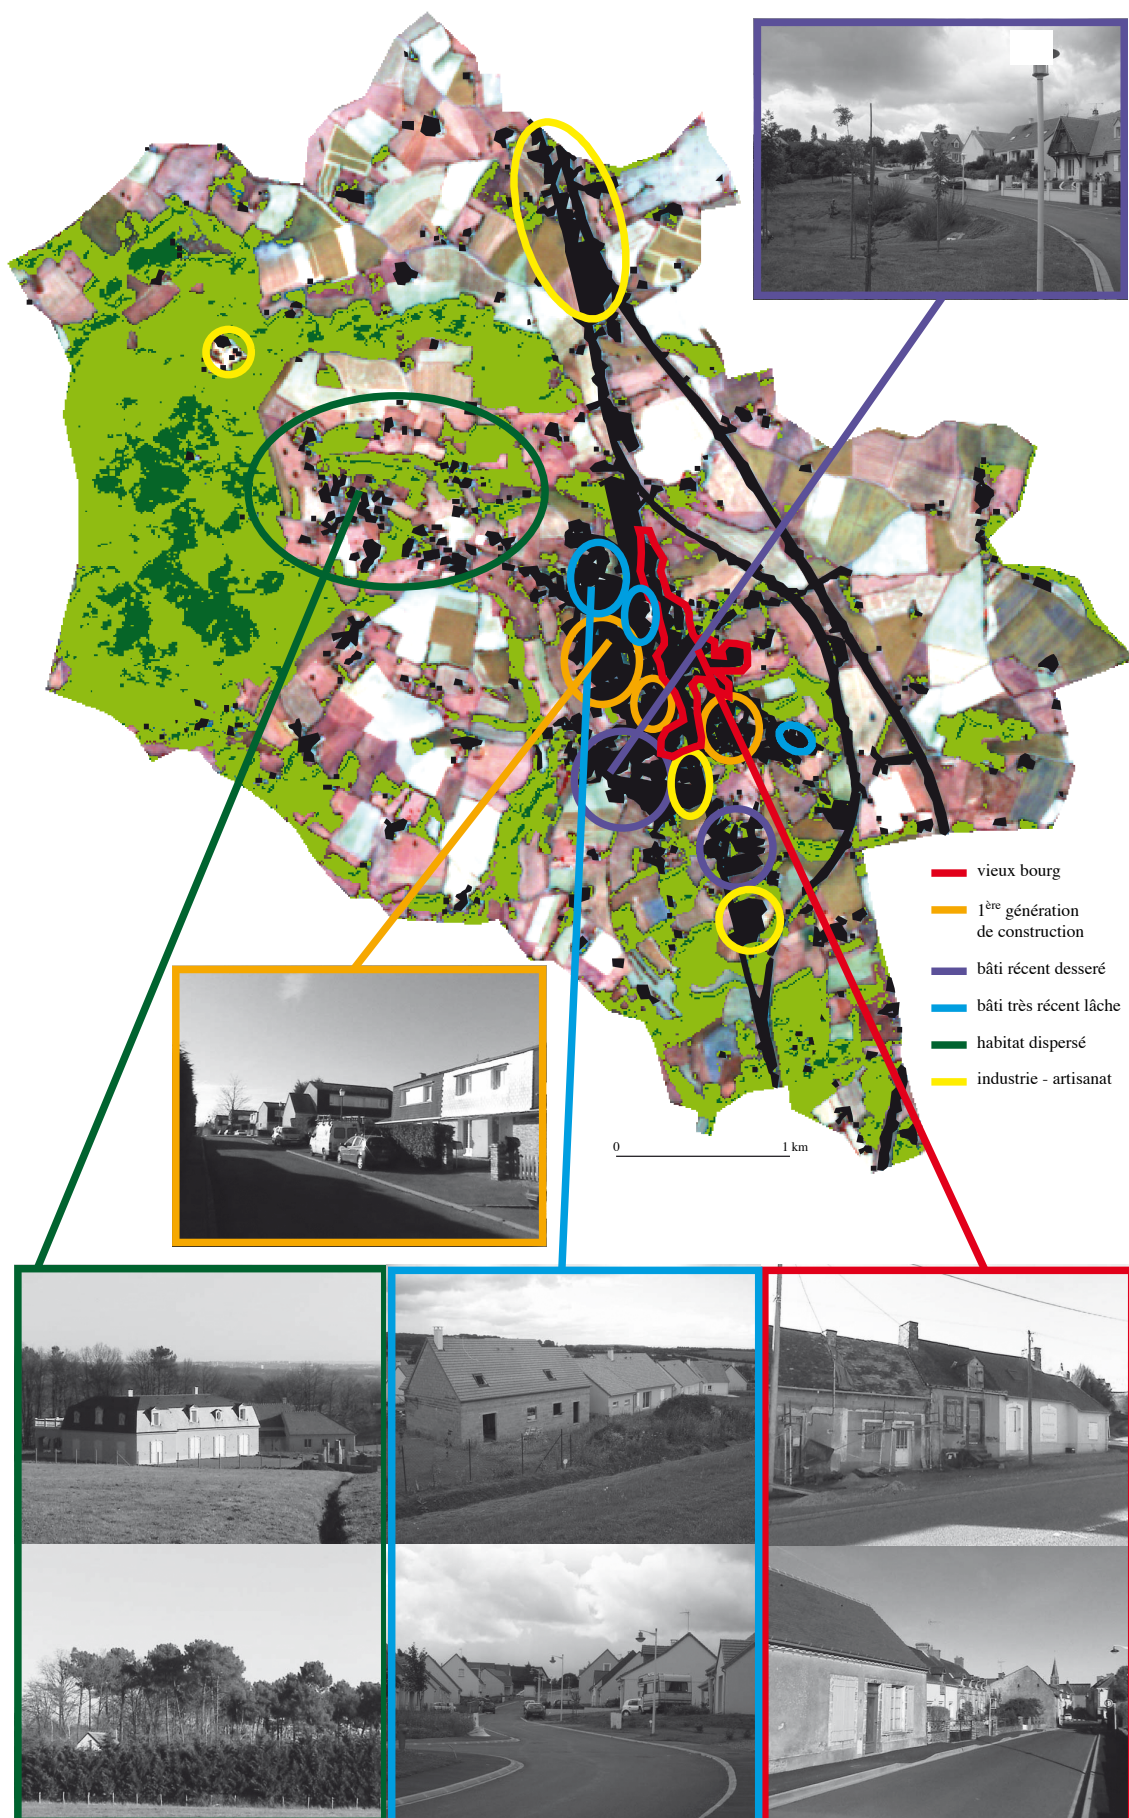 vieux bourg
1ère génération
de construction
bâti récent desseré
bâti très récent lâche
habitat dispersé
industrie - artisanat
0 1 km